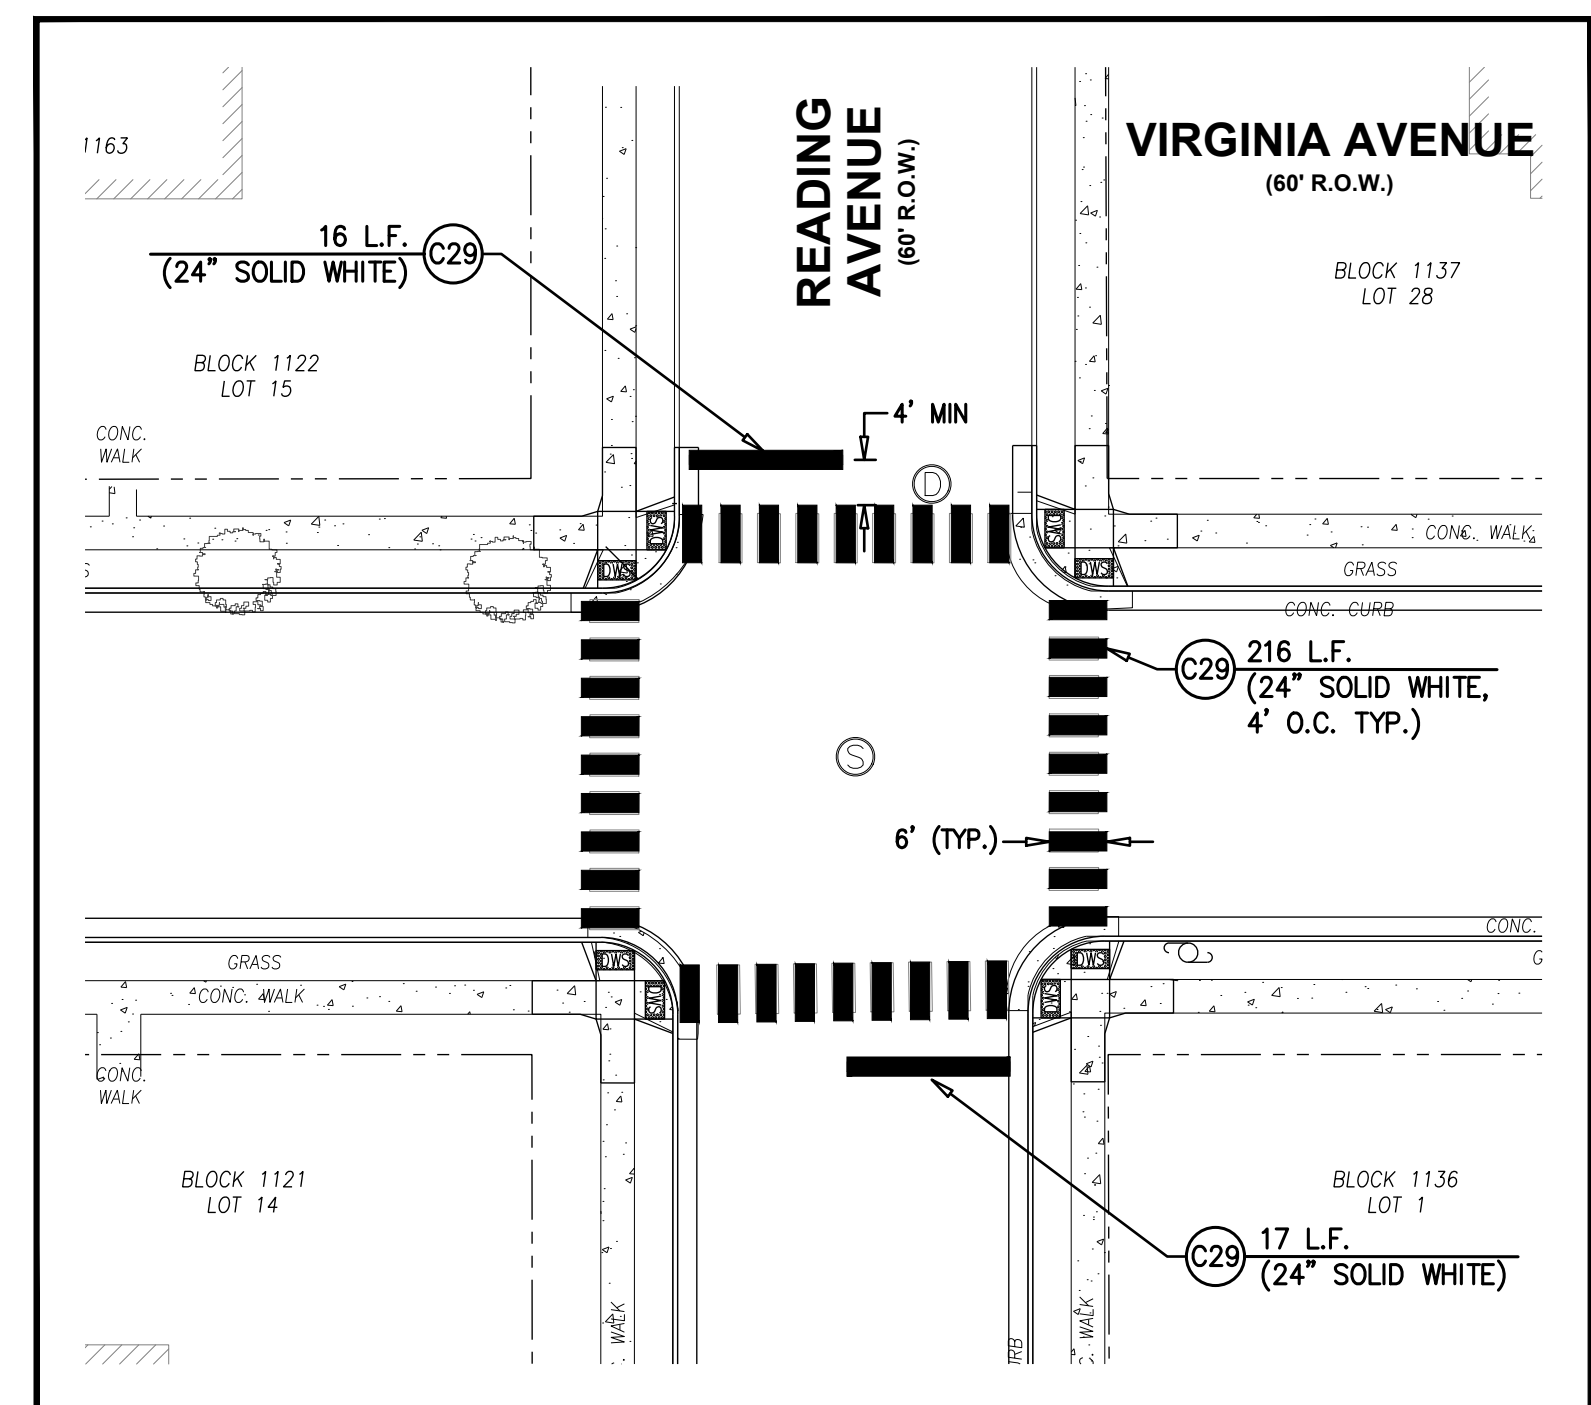 1163
READING
AVENUE
(60' R.O.W.)
VIRGINIA AVENUE
(60' R.O.W.)
16 L.F.
(24" SOLID WHITE)
C29
BLOCK 1137
LOT 28
BLOCK 1122
LOT 15
4' MIN
CONC.
WALK
D
DWS
DWS
DWS
DWS
CONC. WALK
S
GRASS
CONC. CURB
C29
216 L.F.
(24" SOLID WHITE,
4' O.C. TYP.)
S
6' (TYP.)
GRASS
CONC. WALK
DWS
DWS
DWS
DWS
CONC.
G
CONC.
WALK
BLOCK 1121
LOT 14
BLOCK 1136
LOT 1
C29
17 L.F.
(24" SOLID WHITE)
C. WALK
URB
C. WALK